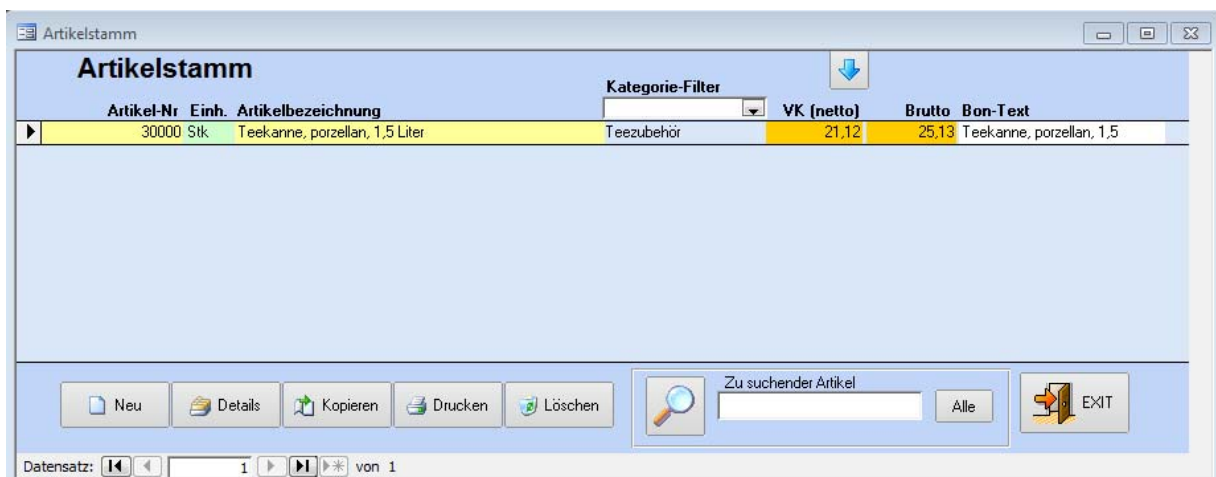 Artikelstamm
Artikelstamm
Kategorie-Filter
Artikel-Nr Einh. Artikelbezeichnung VK (netto) Brutto Bon-Text
30000 Stk Teekanne, porzellan, 1,5 Liter Teezubehör 21,12 25,13 Teekanne, porzellan, 1,5
Zu suchender Artikel
Neu Details Kopieren Drucken Löschen Alle EXIT
Datensatz: 1 von 1